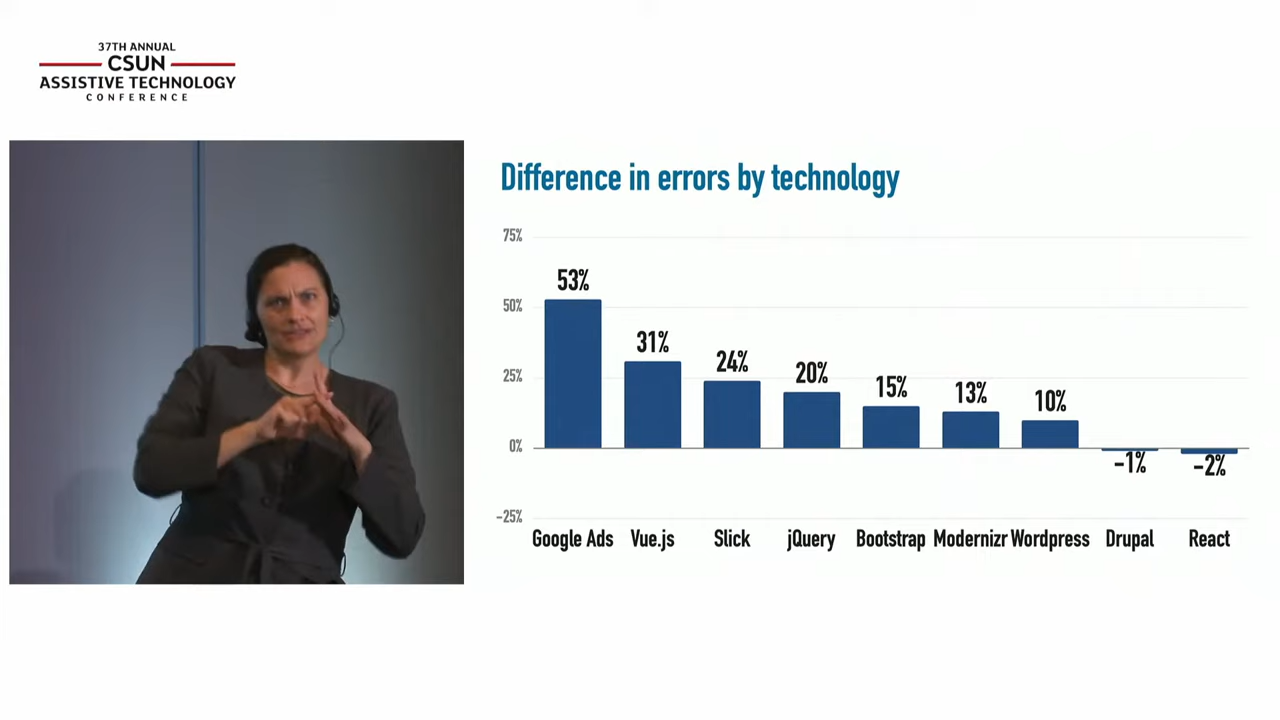 37TH ANNUAL
CSUN
ASSISTIVE TECHNOLOGY
CONFERENCE
Difference in errors by technology
75%
50%
25%
0%
-25%
53%
31%
24%
20%
15%
13%
10%
-1%
-2%
Google Ads Vue.js Slick jQuery Bootstrap Modernizr Wordpress Drupal React